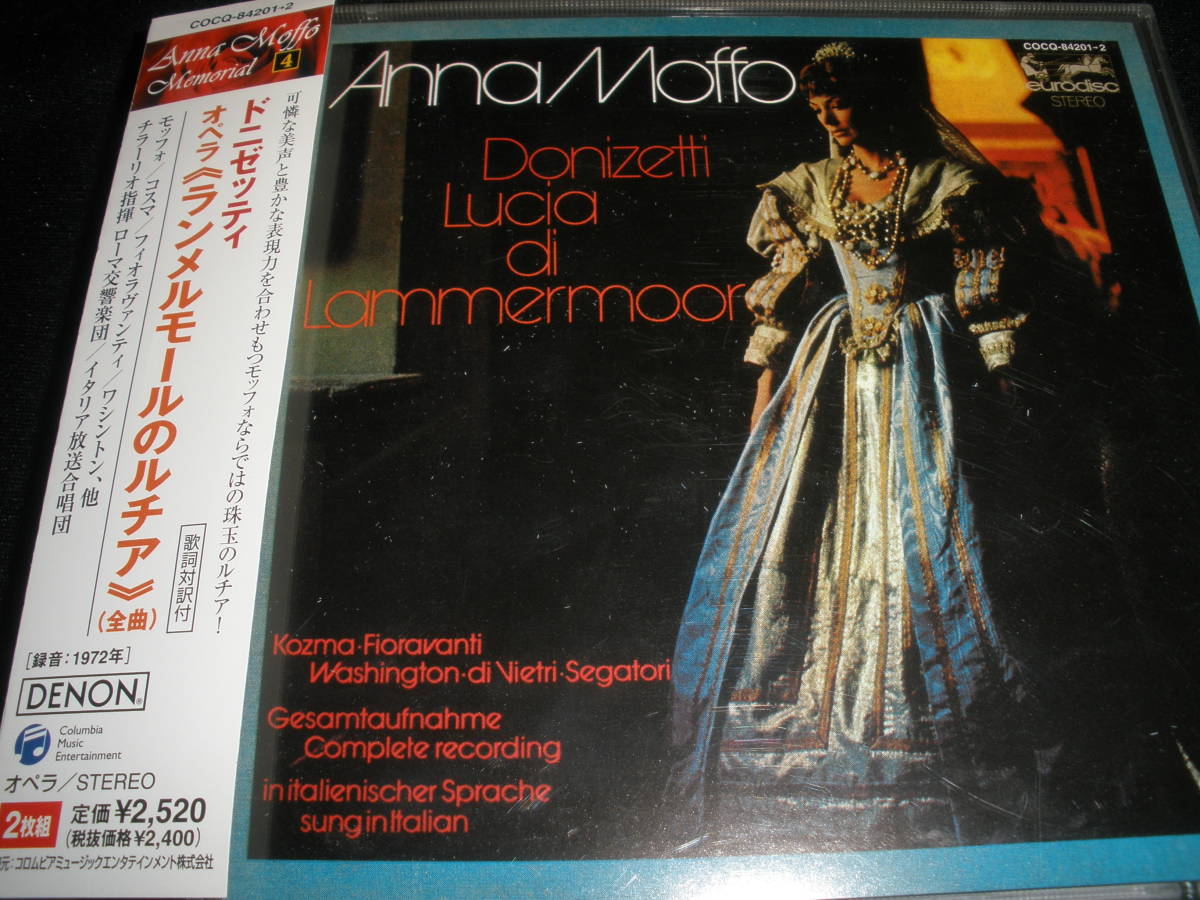 COCQ-84201→2
Anna Moffo
Memorial 4
可憐な美声と豊かな表現力を合わせもつモッフォならではの珠玉のルチア!
ドニゼッティ
オペラ《ランメルモールのルチア》(全曲)
モッフォ/コスマ/フィオラヴァンティ/ワシントン、他
チラーリオ指揮 ローマ交響楽団/イタリア放送合唱団
歌詞対訳付
[録音:1972年]
DENON®
Columbia
Music
Entertainment
オペラ/STEREO
2枚組 定価¥2,520
(税抜価格¥2,400)
元:コロムビアミュージックエンタテインメント株式会社
COCQ-84201→2
eurodisc
STEREO
Anna Moffo
Donizetti
Lucia
di
Lammermoor
Kozma·Fioravanti
Washington·di Vietri·Segatori
Gesamtaufnahme
Complete recording
in italienischer Sprache
sung in Italian